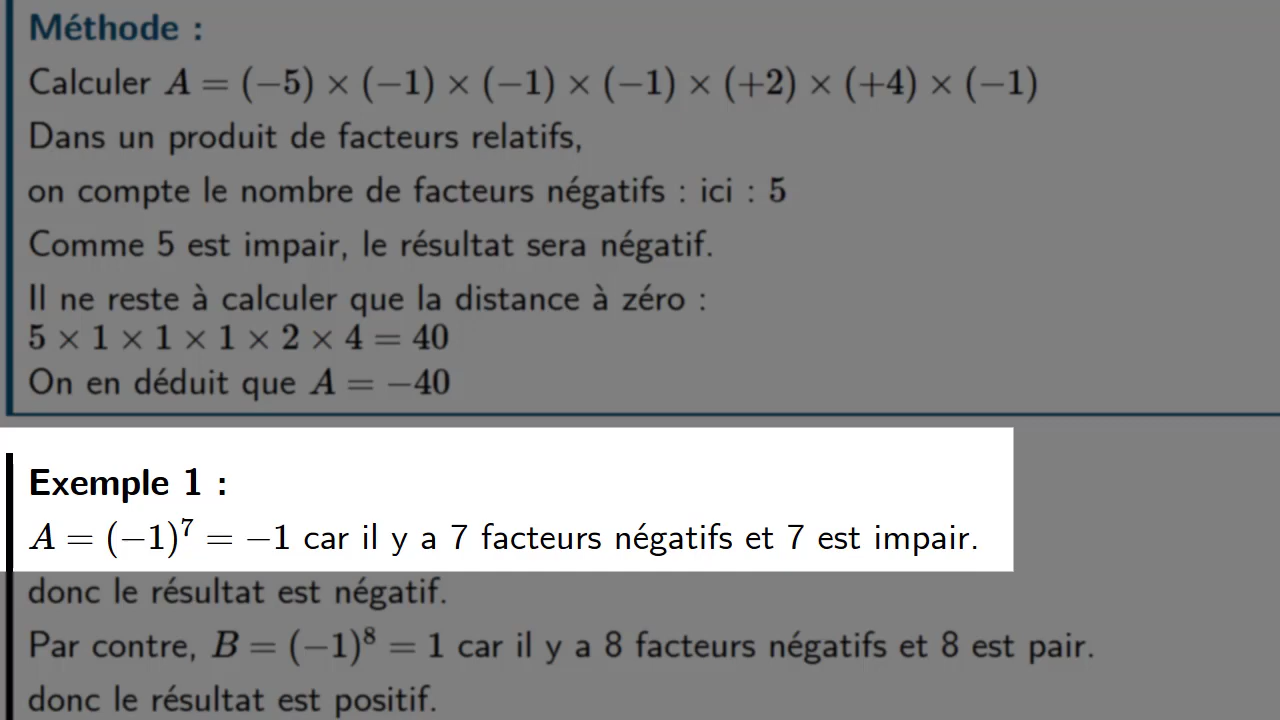 Méthode :
Calculer A = (−5) × (−1) × (−1) × (−1) × (+2) × (+4) × (−1)
Dans un produit de facteurs relatifs,
on compte le nombre de facteurs négatifs : ici : 5
Comme 5 est impair, le résultat sera négatif.
Il ne reste à calculer que la distance à zéro :
5 × 1 × 1 × 1 × 2 × 4 = 40
On en déduit que A = −40
Exemple 1 :
A = (−1)⁷ = −1 car il y a 7 facteurs négatifs et 7 est impair.
donc le résultat est négatif.
Par contre, B = (−1)⁸ = 1 car il y a 8 facteurs négatifs et 8 est pair.
donc le résultat est positif.